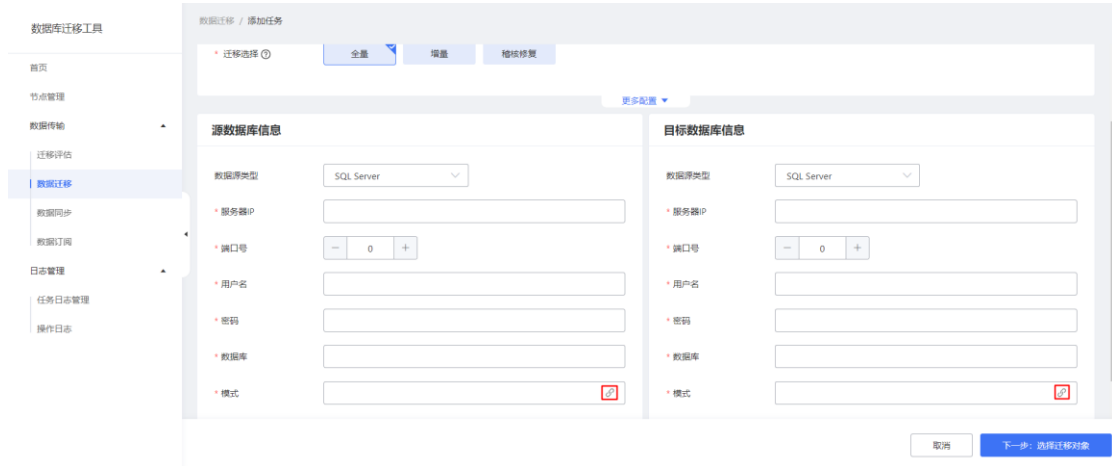 数据库迁移工具
首页
节点管理
数据传输
迁移评估
数据迁移
数据同步
数据订阅
日志管理
任务日志管理
操作日志
数据迁移 / 添加任务
* 迁移选择 ?
全量
增量
稽核修复
更多配置
源数据库信息
数据源类型
SQL Server
* 服务器IP
* 端口号
− 0 +
* 用户名
* 密码
* 数据库
* 模式
目标数据库信息
数据源类型
SQL Server
* 服务器IP
* 端口号
− 0 +
* 用户名
* 密码
* 数据库
* 模式
取消
下一步：选择迁移对象